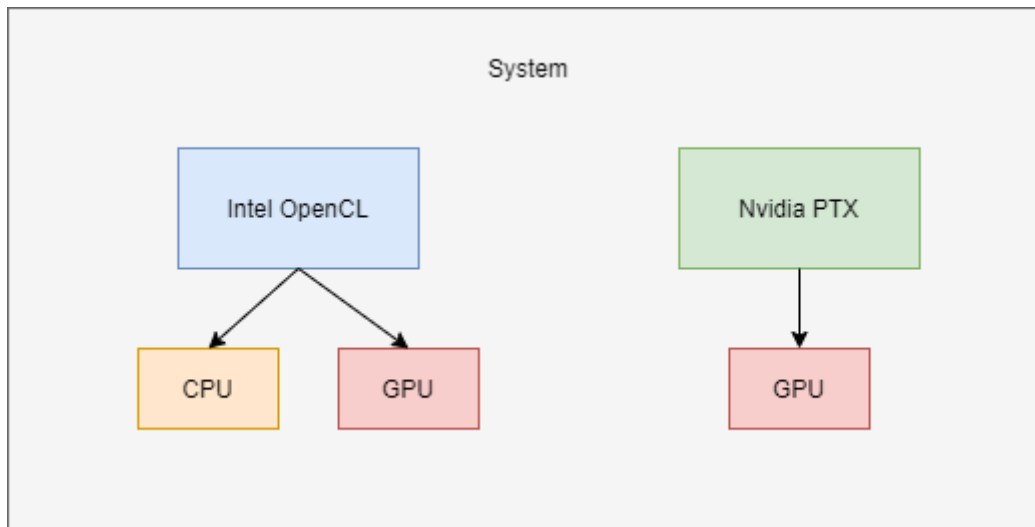 System
Intel OpenCL
Nvidia PTX
CPU
GPU
GPU